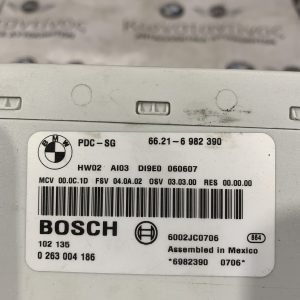 BMW
PDC-SG 66.21-6 982 390
HW02 AI03 DI9E0 060607
MCV 00.0C.1D FSV 04.0A.02 OSV 03.03.00 RES 00.00.00
BOSCH
6002JC0706 864
102 135 Assembled in Mexico
0 263 004 186 *6982390 0706*